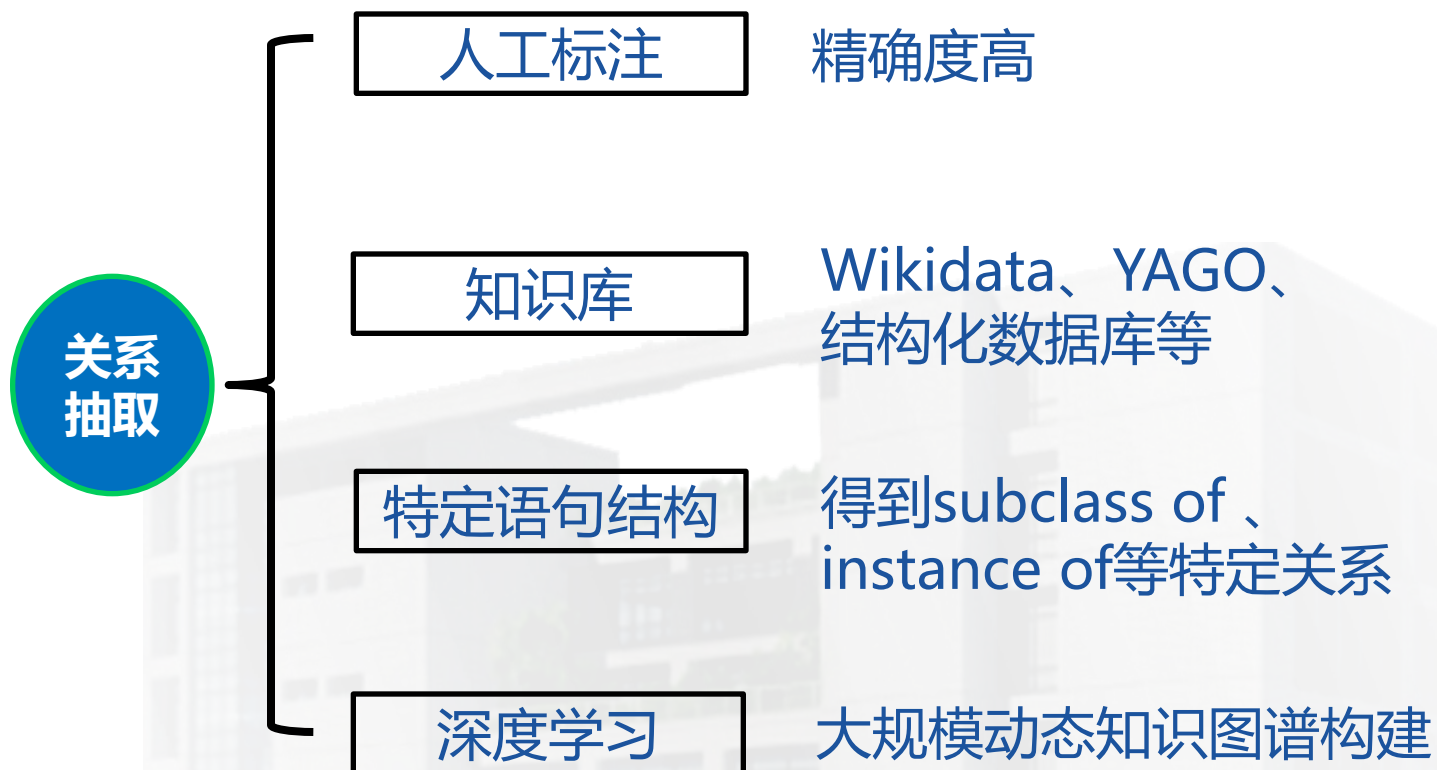 关系
抽取
人工标注
精确度高
知识库
Wikidata、YAGO、
结构化数据库等
特定语句结构
得到subclass of 、
instance of等特定关系
深度学习
大规模动态知识图谱构建